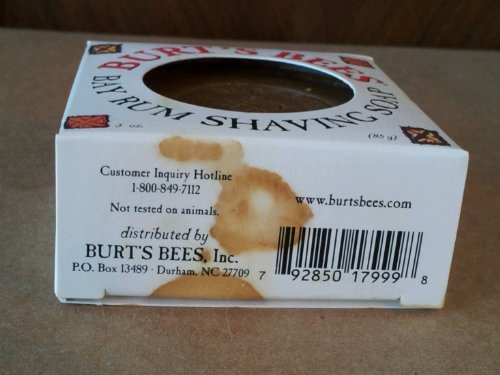 BURT'S BEES
BAY RUM SHAVING SOAP
3 oz.
(85 g)
Customer Inquiry Hotline
1-800-849-7112
Not tested on animals.
www.burtsbees.com
distributed by
BURT'S BEES, Inc.
P.O. Box 13489 · Durham, NC 27709
7 92850 17999 8